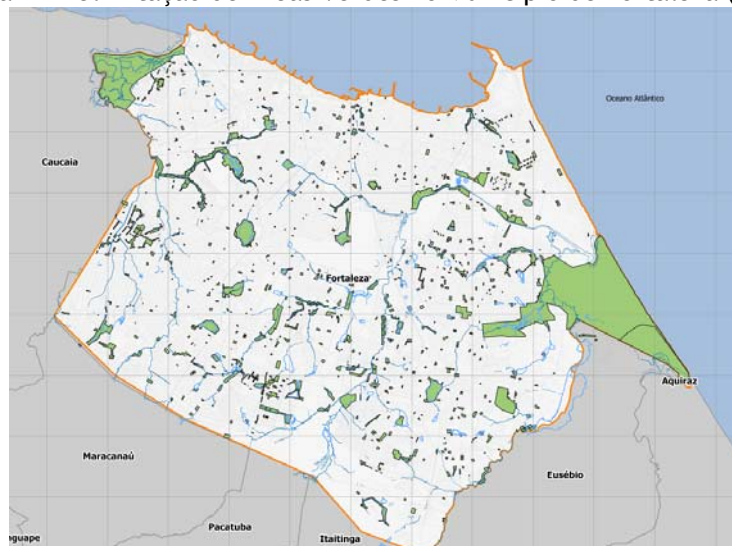 Oceano Atlântico
Caucaia
Fortaleza
Aquiraz
Maracanaú
Eusébio
Pacatuba
Itaitinga